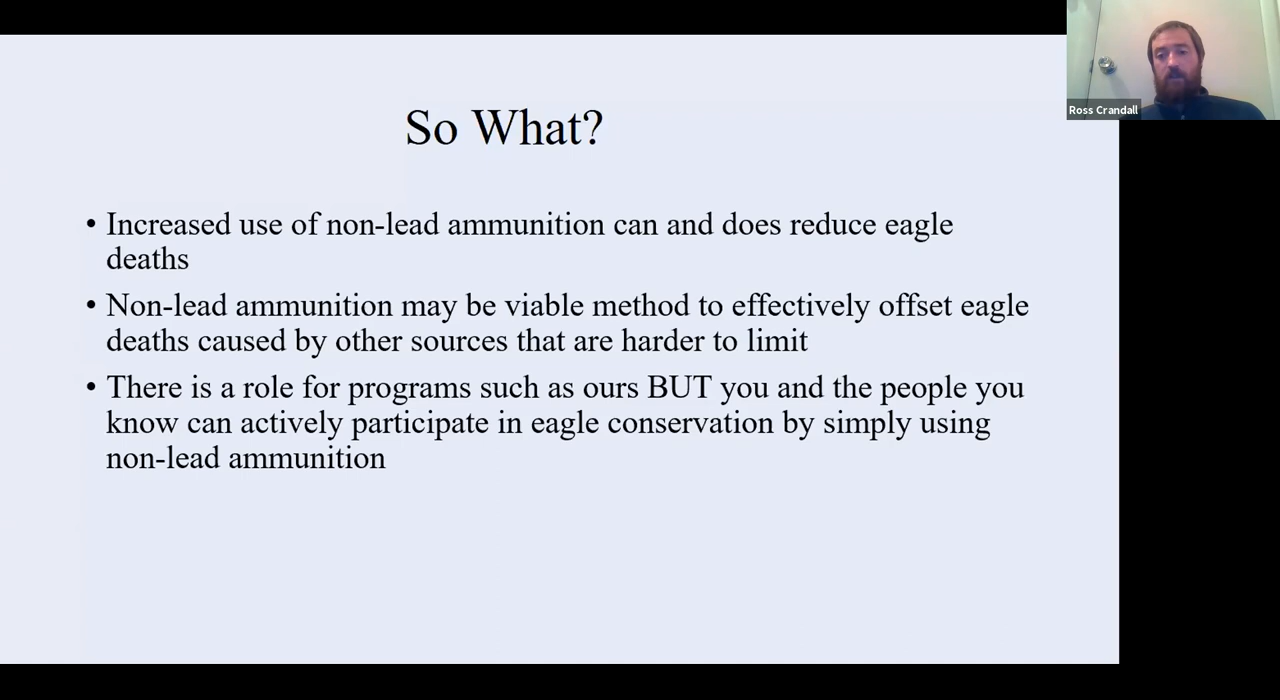 So What?
• Increased use of non-lead ammunition can and does reduce eagle
deaths
• Non-lead ammunition may be viable method to effectively offset eagle
deaths caused by other sources that are harder to limit
• There is a role for programs such as ours BUT you and the people you
know can actively participate in eagle conservation by simply using
non-lead ammunition
Ross Crandall